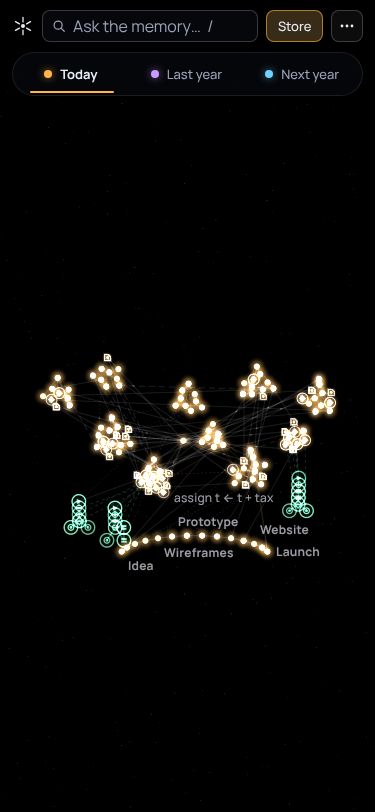 Ask the memory... /
Store
Today
Last year
Next year
assign t ← t + tax
Prototype
Website
Wireframes
Launch
Idea